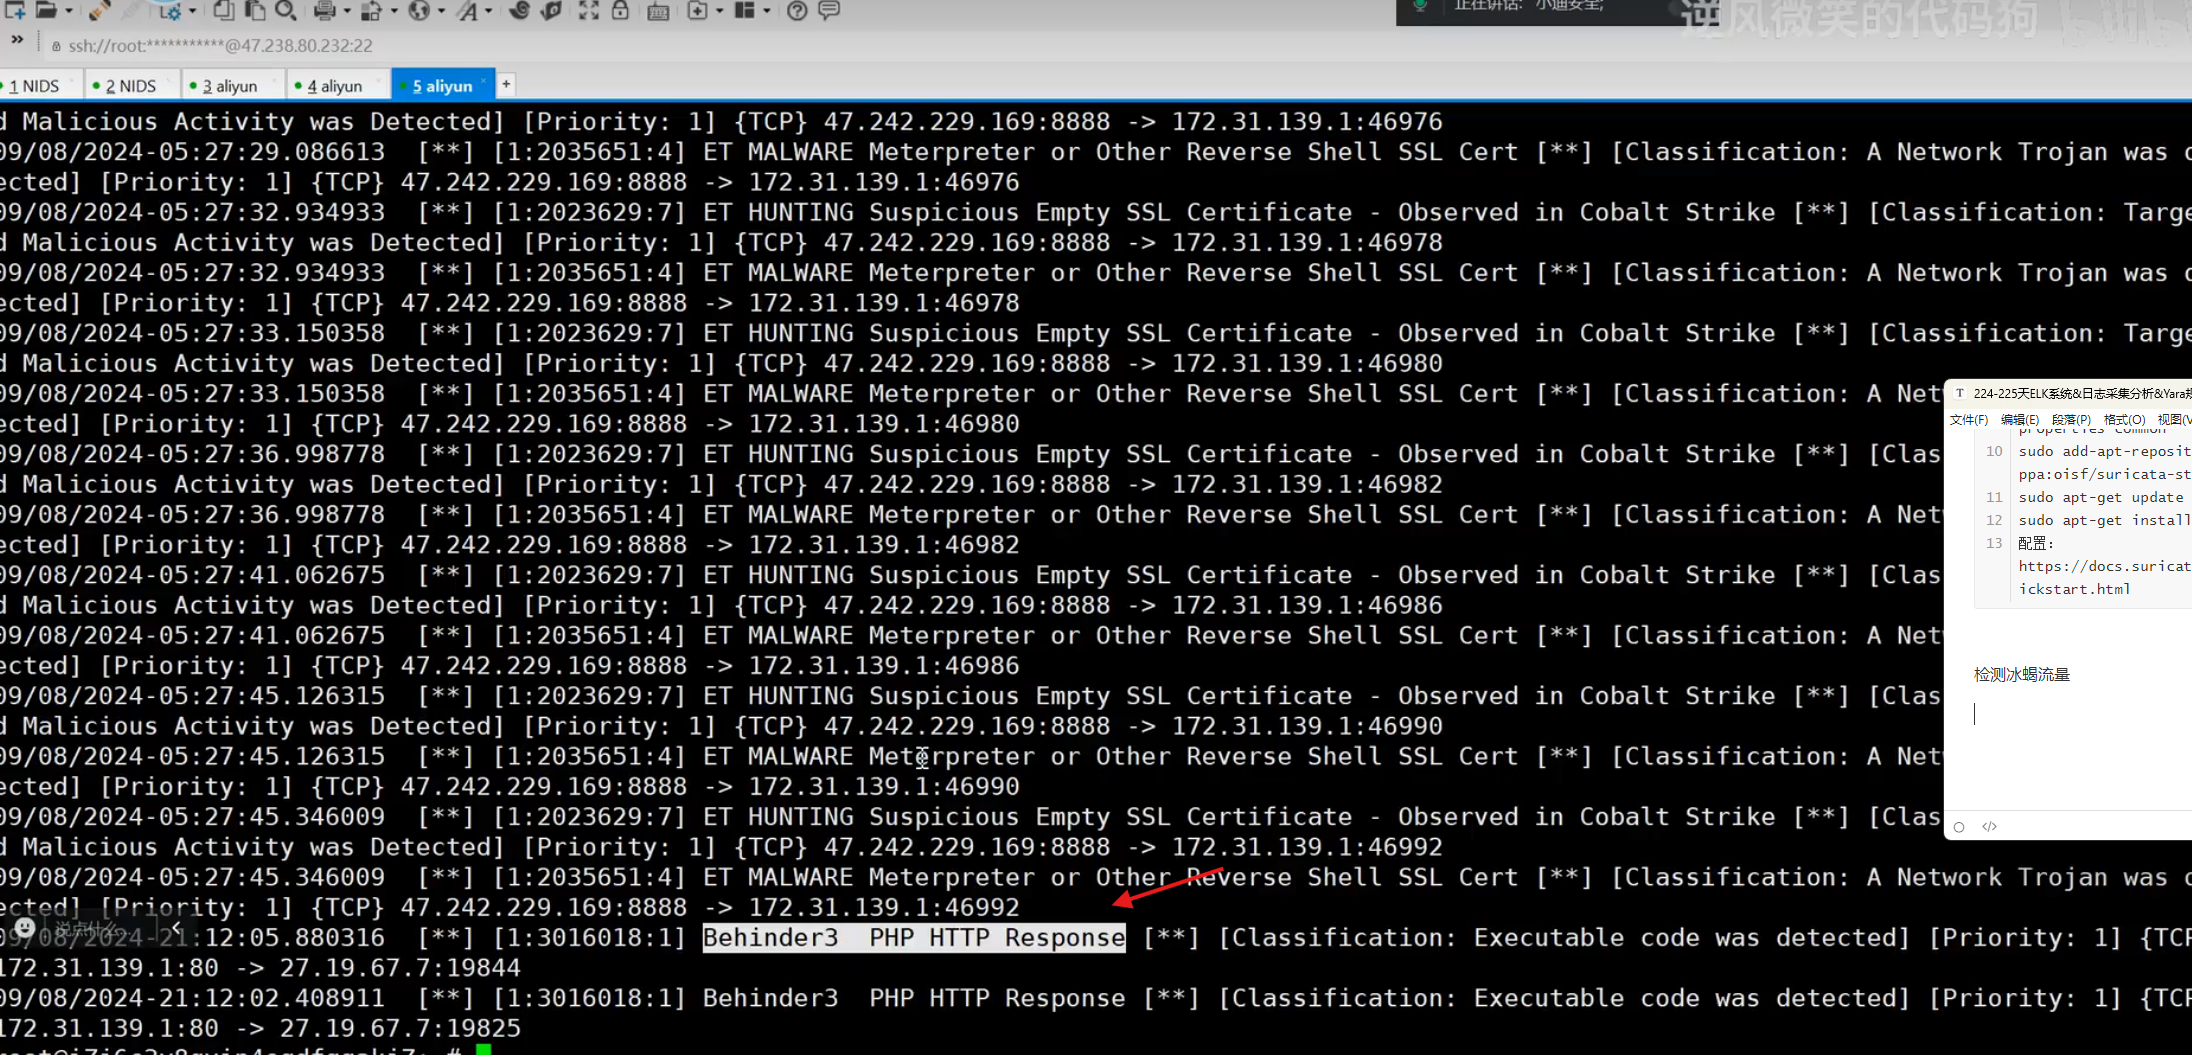 正在讲话: 小迪安全;
逆风微笑的代码狗
ssh://root:***********@47.238.80.232:22
1 NIDS
2 NIDS
3 aliyun
4 aliyun
5 aliyun
d Malicious Activity was Detected] [Priority: 1] {TCP} 47.242.229.169:8888 -> 172.31.139.1:46976
09/08/2024-05:27:29.086613  [**] [1:2035651:4] ET MALWARE Meterpreter or Other Reverse Shell SSL Cert [**] [Classification: A Network Trojan was
ected] [Priority: 1] {TCP} 47.242.229.169:8888 -> 172.31.139.1:46976
09/08/2024-05:27:32.934933  [**] [1:2023629:7] ET HUNTING Suspicious Empty SSL Certificate - Observed in Cobalt Strike [**] [Classification: Targe
d Malicious Activity was Detected] [Priority: 1] {TCP} 47.242.229.169:8888 -> 172.31.139.1:46978
09/08/2024-05:27:32.934933  [**] [1:2035651:4] ET MALWARE Meterpreter or Other Reverse Shell SSL Cert [**] [Classification: A Network Trojan was
ected] [Priority: 1] {TCP} 47.242.229.169:8888 -> 172.31.139.1:46978
09/08/2024-05:27:33.150358  [**] [1:2023629:7] ET HUNTING Suspicious Empty SSL Certificate - Observed in Cobalt Strike [**] [Classification: Targe
d Malicious Activity was Detected] [Priority: 1] {TCP} 47.242.229.169:8888 -> 172.31.139.1:46980
09/08/2024-05:27:33.150358  [**] [1:2035651:4] ET MALWARE Meterpreter or Other Reverse Shell SSL Cert [**] [Classification: A Net
ected] [Priority: 1] {TCP} 47.242.229.169:8888 -> 172.31.139.1:46980
09/08/2024-05:27:36.998778  [**] [1:2023629:7] ET HUNTING Suspicious Empty SSL Certificate - Observed in Cobalt Strike [**] [Clas
d Malicious Activity was Detected] [Priority: 1] {TCP} 47.242.229.169:8888 -> 172.31.139.1:46982
09/08/2024-05:27:36.998778  [**] [1:2035651:4] ET MALWARE Meterpreter or Other Reverse Shell SSL Cert [**] [Classification: A Net
ected] [Priority: 1] {TCP} 47.242.229.169:8888 -> 172.31.139.1:46982
09/08/2024-05:27:41.062675  [**] [1:2023629:7] ET HUNTING Suspicious Empty SSL Certificate - Observed in Cobalt Strike [**] [Clas
d Malicious Activity was Detected] [Priority: 1] {TCP} 47.242.229.169:8888 -> 172.31.139.1:46986
09/08/2024-05:27:41.062675  [**] [1:2035651:4] ET MALWARE Meterpreter or Other Reverse Shell SSL Cert [**] [Classification: A Net
ected] [Priority: 1] {TCP} 47.242.229.169:8888 -> 172.31.139.1:46986
09/08/2024-05:27:45.126315  [**] [1:2023629:7] ET HUNTING Suspicious Empty SSL Certificate - Observed in Cobalt Strike [**] [Clas
d Malicious Activity was Detected] [Priority: 1] {TCP} 47.242.229.169:8888 -> 172.31.139.1:46990
09/08/2024-05:27:45.126315  [**] [1:2035651:4] ET MALWARE Meterpreter or Other Reverse Shell SSL Cert [**] [Classification: A Net
ected] [Priority: 1] {TCP} 47.242.229.169:8888 -> 172.31.139.1:46990
09/08/2024-05:27:45.346009  [**] [1:2023629:7] ET HUNTING Suspicious Empty SSL Certificate - Observed in Cobalt Strike [**] [Clas
d Malicious Activity was Detected] [Priority: 1] {TCP} 47.242.229.169:8888 -> 172.31.139.1:46992
09/08/2024-05:27:45.346009  [**] [1:2035651:4] ET MALWARE Meterpreter or Other Reverse Shell SSL Cert [**] [Classification: A Network Trojan was
ected] [Priority: 1] {TCP} 47.242.229.169:8888 -> 172.31.139.1:46992
说点什么...
09/08/2024-21:12:05.880316  [**] [1:3016018:1] Behinder3  PHP HTTP Response [**] [Classification: Executable code was detected] [Priority: 1] {TCP
172.31.139.1:80 -> 27.19.67.7:19844
09/08/2024-21:12:02.408911  [**] [1:3016018:1] Behinder3  PHP HTTP Response [**] [Classification: Executable code was detected] [Priority: 1] {TCP
172.31.139.1:80 -> 27.19.67.7:19825
224-225天ELK系统&日志采集分析&Yara规
文件(F) 编辑(E) 段落(P) 格式(O) 视图(V
properties-common
10 sudo add-apt-reposit
ppa:oisf/suricata-st
11 sudo apt-get update
12 sudo apt-get install
13 配置:
https://docs.suricat
ickstart.html
检测冰蝎流量